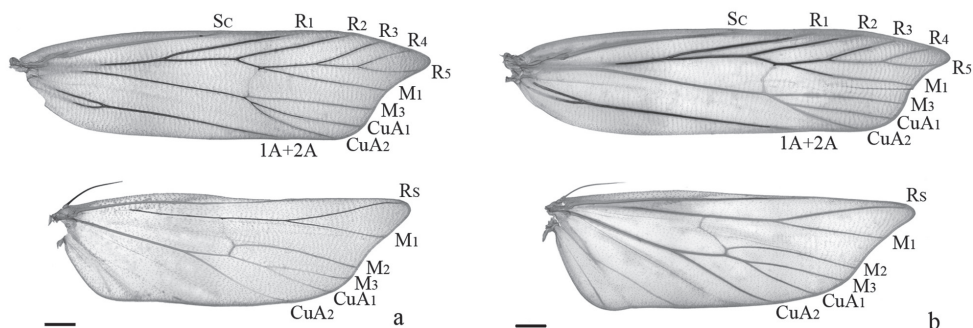 Sc R1 R2 R3 R4 R5 M1 M3 CuA1 CuA2 1A+2A
Rs M1 M2 M3 CuA1 CuA2
a
Sc R1 R2 R3 R4 R5 M1 M3 CuA1 CuA2 1A+2A
Rs M1 M2 M3 CuA1 CuA2
b